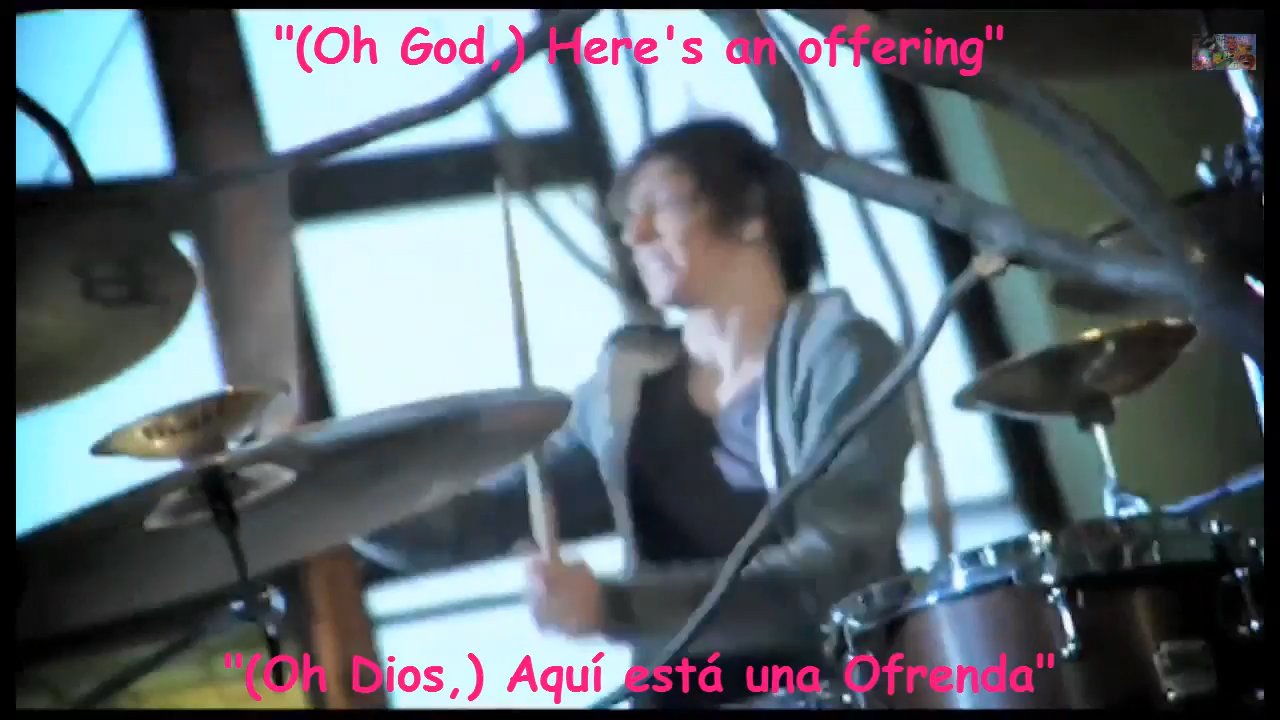 "(Oh God,) Here's an offering"
"(Oh Dios,) Aquí está una Ofrenda"